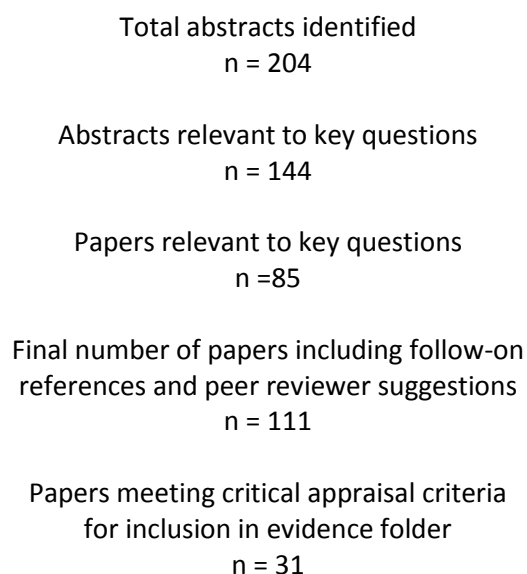 Total abstracts identified
n = 204
Abstracts relevant to key questions
n = 144
Papers relevant to key questions
n =85
Final number of papers including follow-on
references and peer reviewer suggestions
n = 111
Papers meeting critical appraisal criteria
for inclusion in evidence folder
n = 31